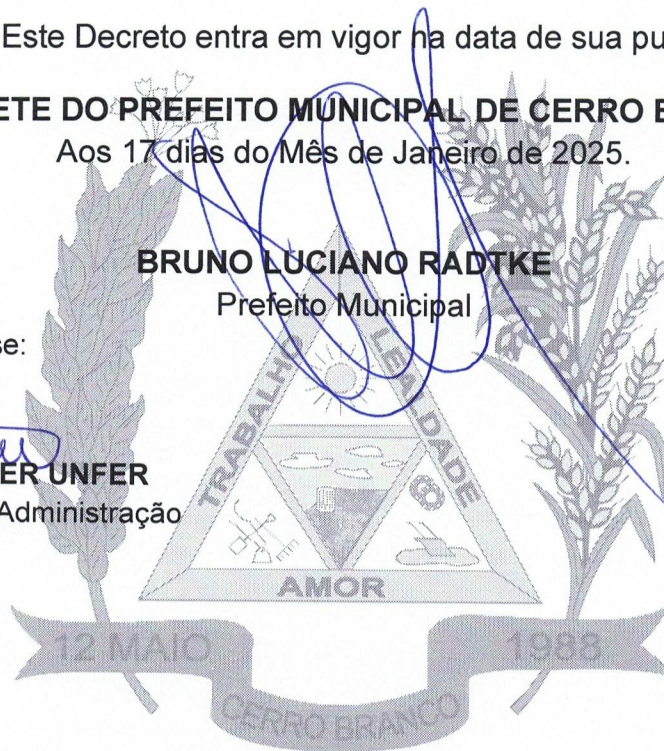 Este Decreto entra em vigor na data de sua pu
ETE DO PREFEITO MUNICIPAL DE CERRO B
Aos 17 dias do Mês de Janeiro de 2025.
BRUNO LUCIANO RADTKE
Prefeito Municipal
se:
ER UNFER
Administração
TRABALHO
LEALDADE
AMOR
12 MAIO
1988
CERRO BRANCO